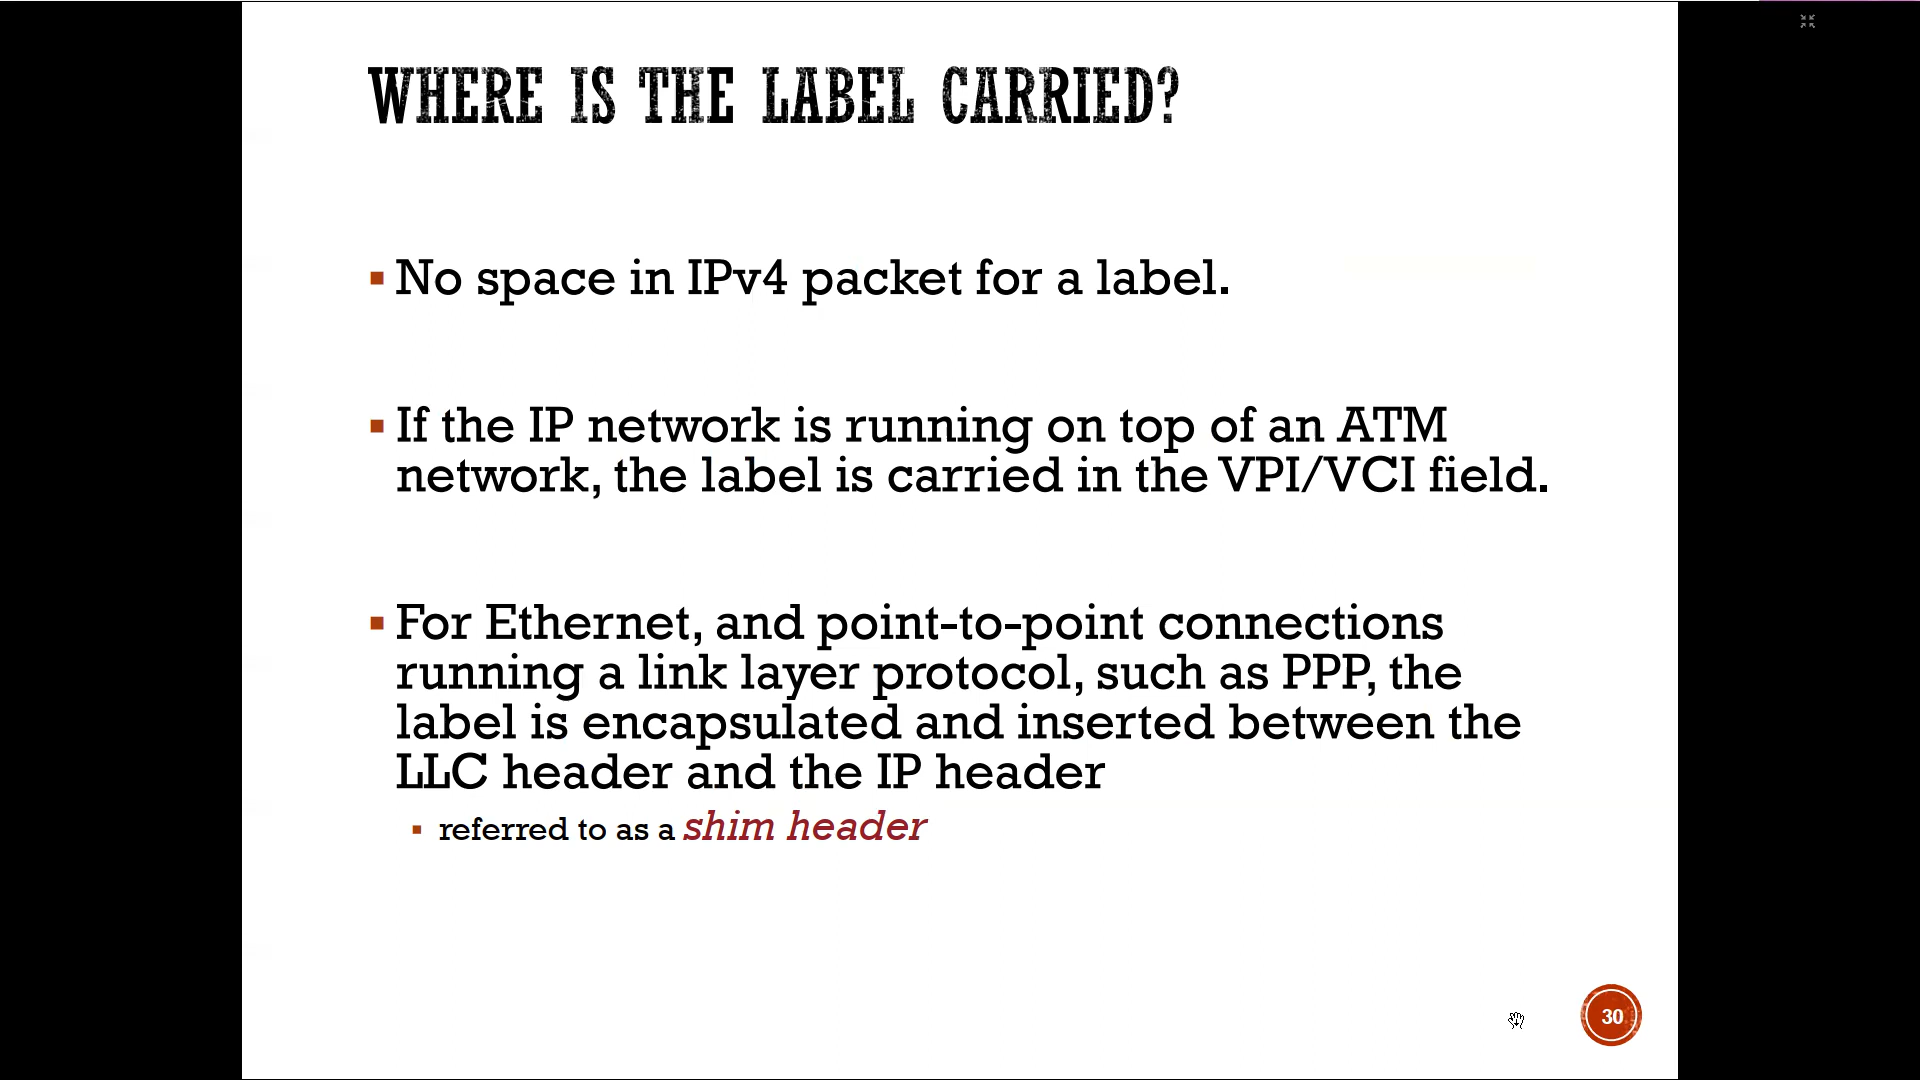 WHERE IS THE LABEL CARRIED?
▪ No space in IPv4 packet for a label.
▪ If the IP network is running on top of an ATM
network, the label is carried in the VPI/VCI field.
▪ For Ethernet, and point-to-point connections
running a link layer protocol, such as PPP, the
label is encapsulated and inserted between the
LLC header and the IP header
▪ referred to as a shim header
30